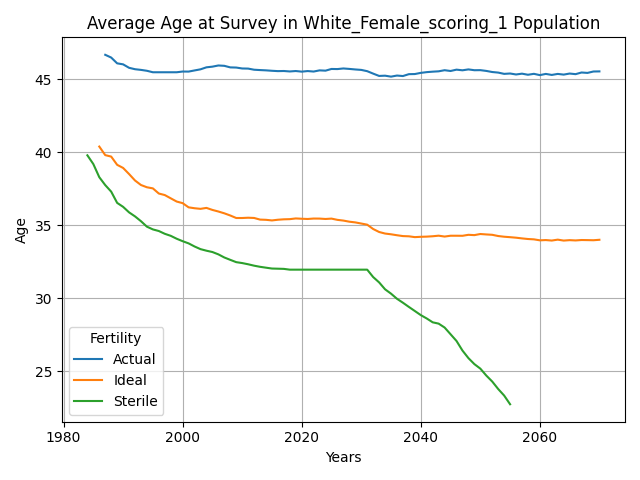 Average Age at Survey in White_Female_scoring_1 Population
45
40
35
30
25
Age
Fertility
Actual
Ideal
Sterile
1980
2000
2020
2040
2060
Years